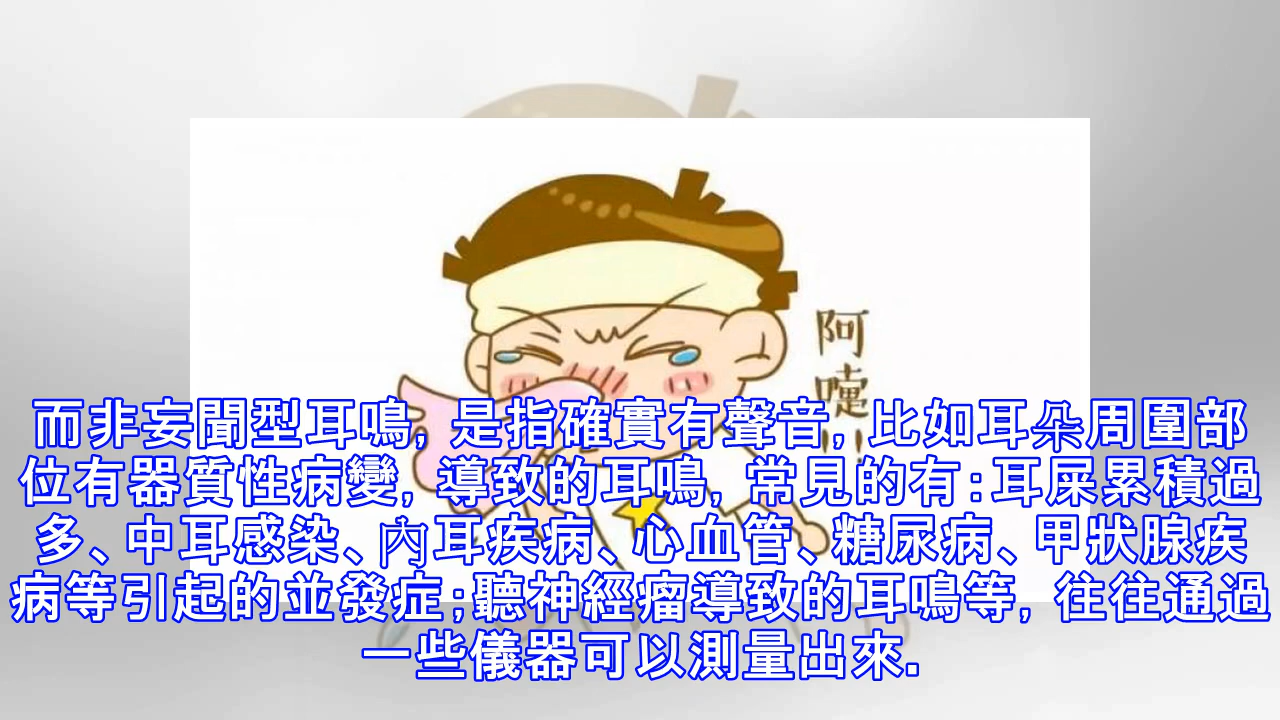 阿
嚏
!!
而非妄聞型耳鳴, 是指確實有聲音, 比如耳朵周圍部
位有器質性病變, 導致的耳鳴, 常見的有:耳屎累積過
多、中耳感染、內耳疾病、心血管、糖尿病、甲狀腺疾
病等引起的並發症;聽神經瘤導致的耳鳴等, 往往通過
一些儀器可以測量出來.